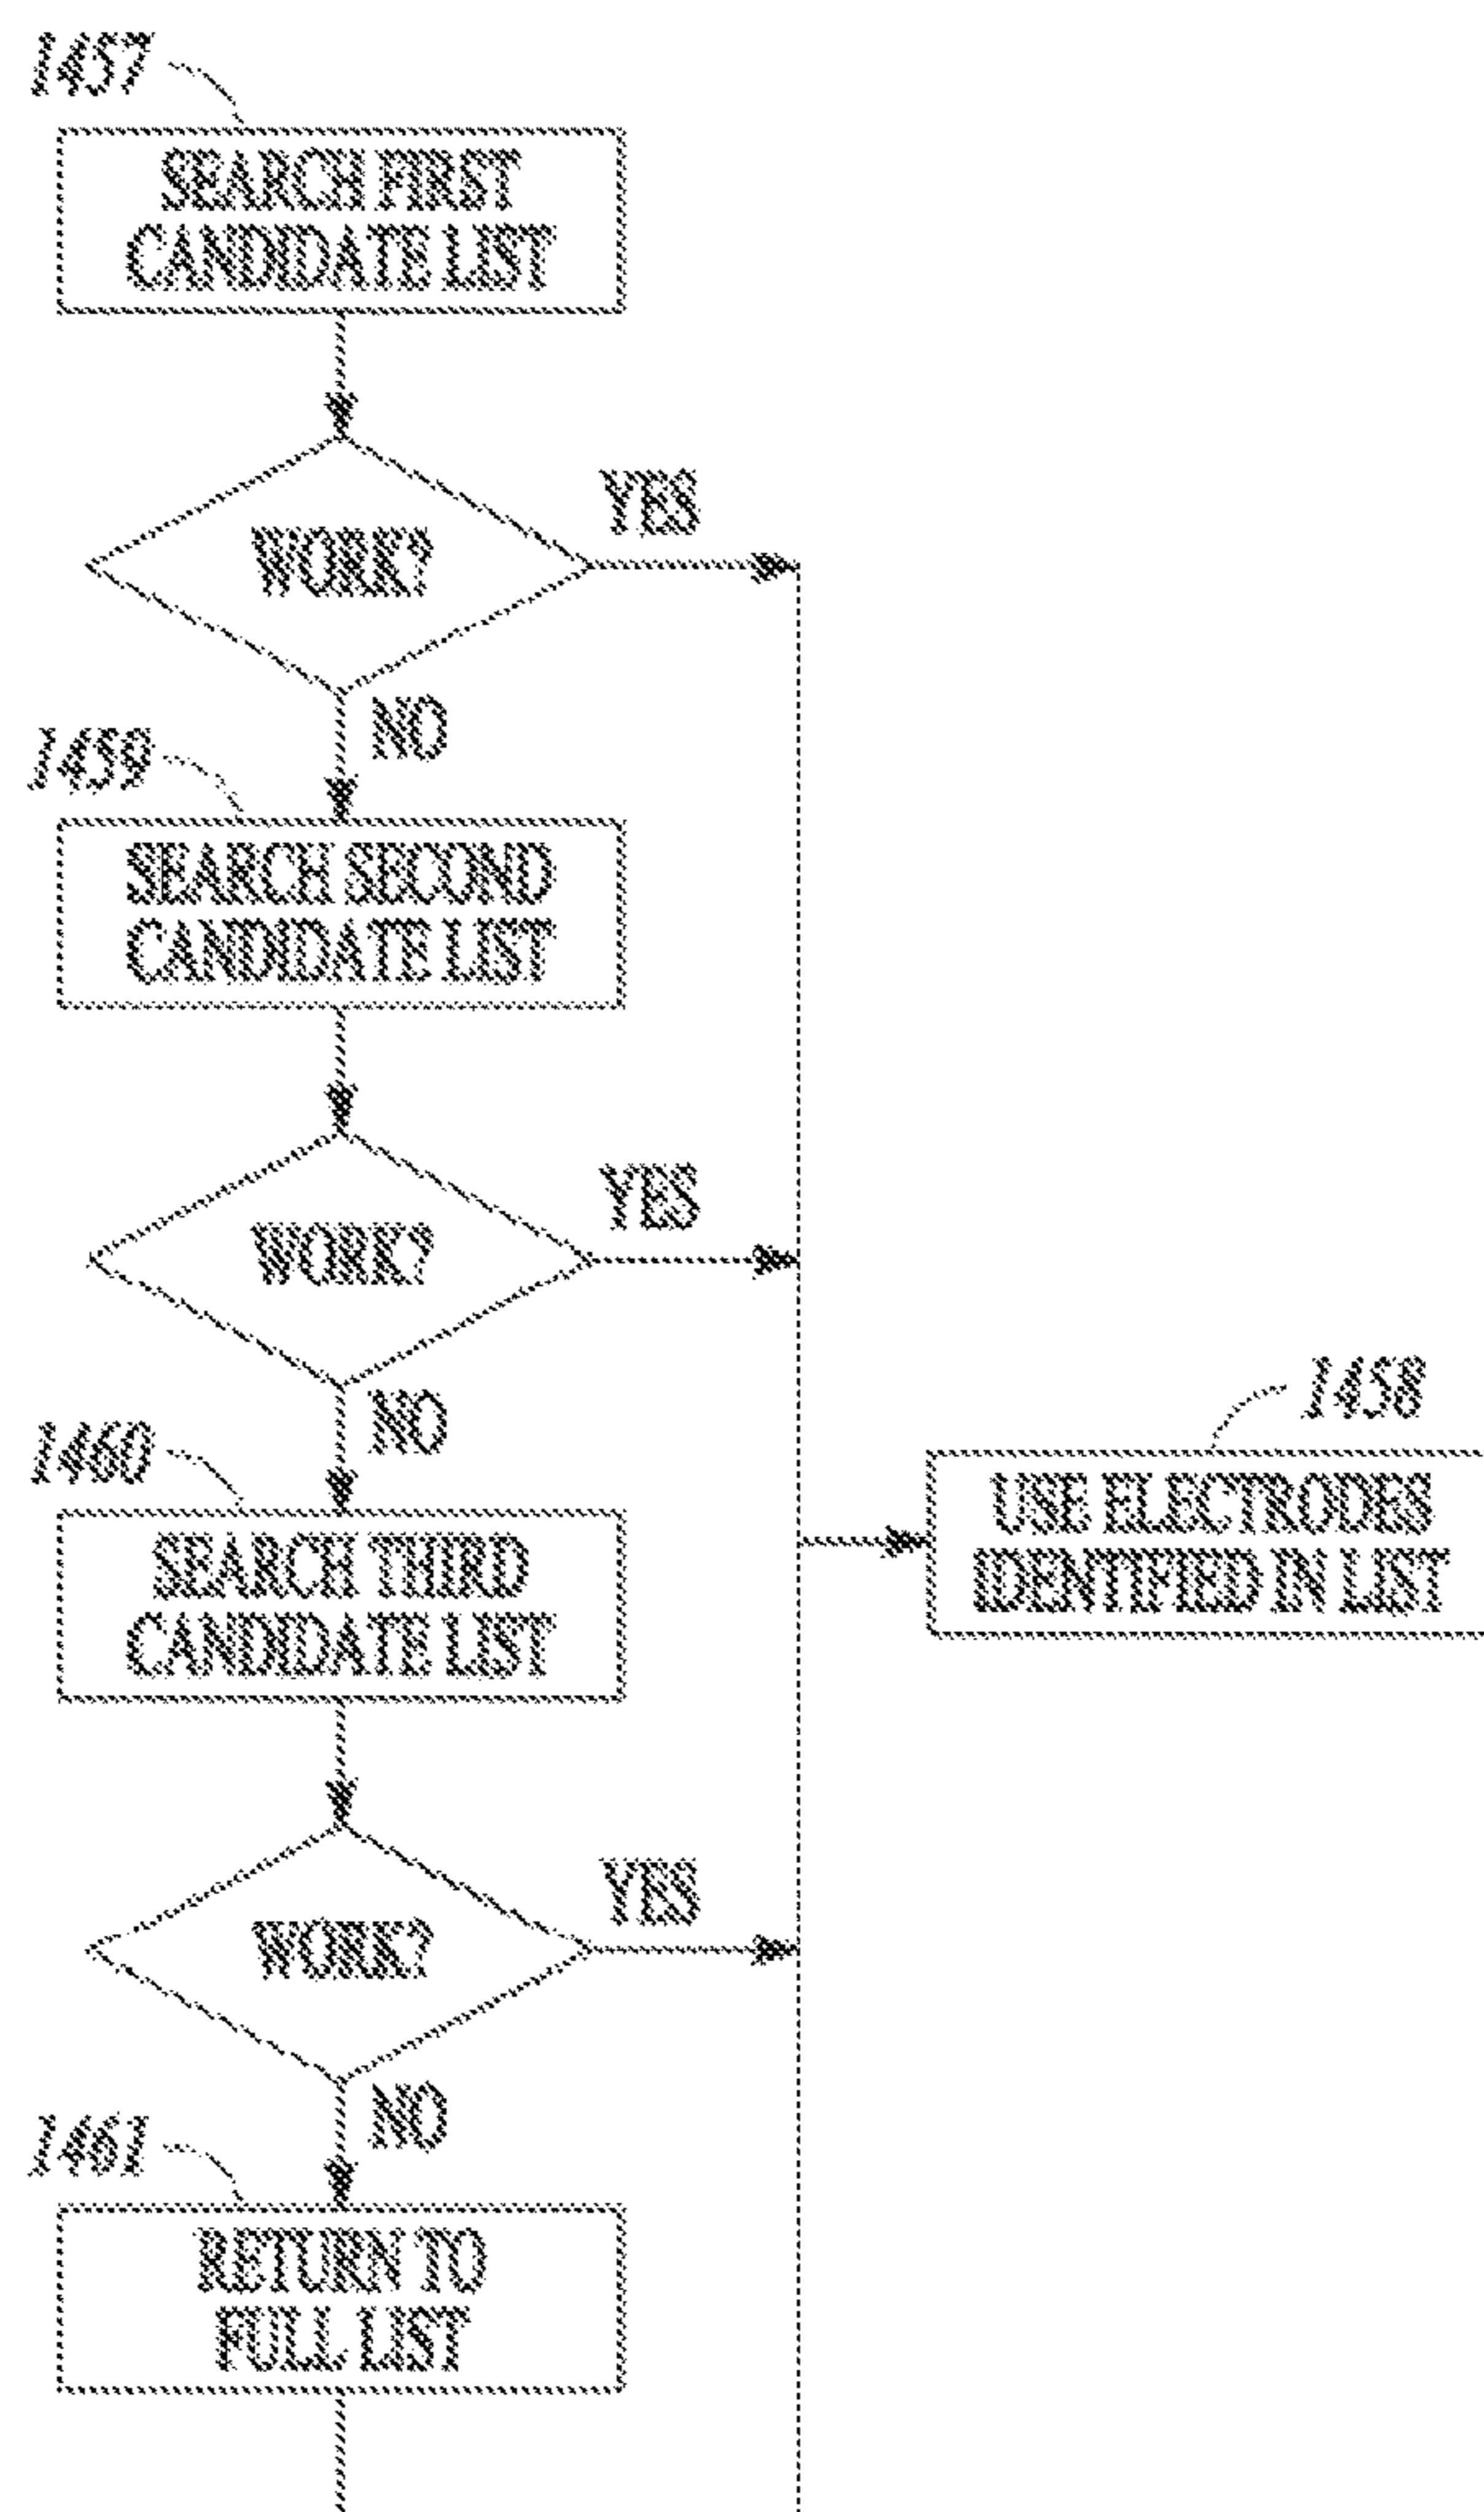 1457
SEARCH FIRST
CANDIDATE LIST
WORK?
YES
NO
1459
SEARCH SECOND
CANDIDATE LIST
WORK?
YES
NO
1458
USE ELECTRODES
IDENTIFIED IN LIST
1460
SEARCH THIRD
CANDIDATE LIST
WORK?
YES
NO
1461
RETURN TO
FULL LIST